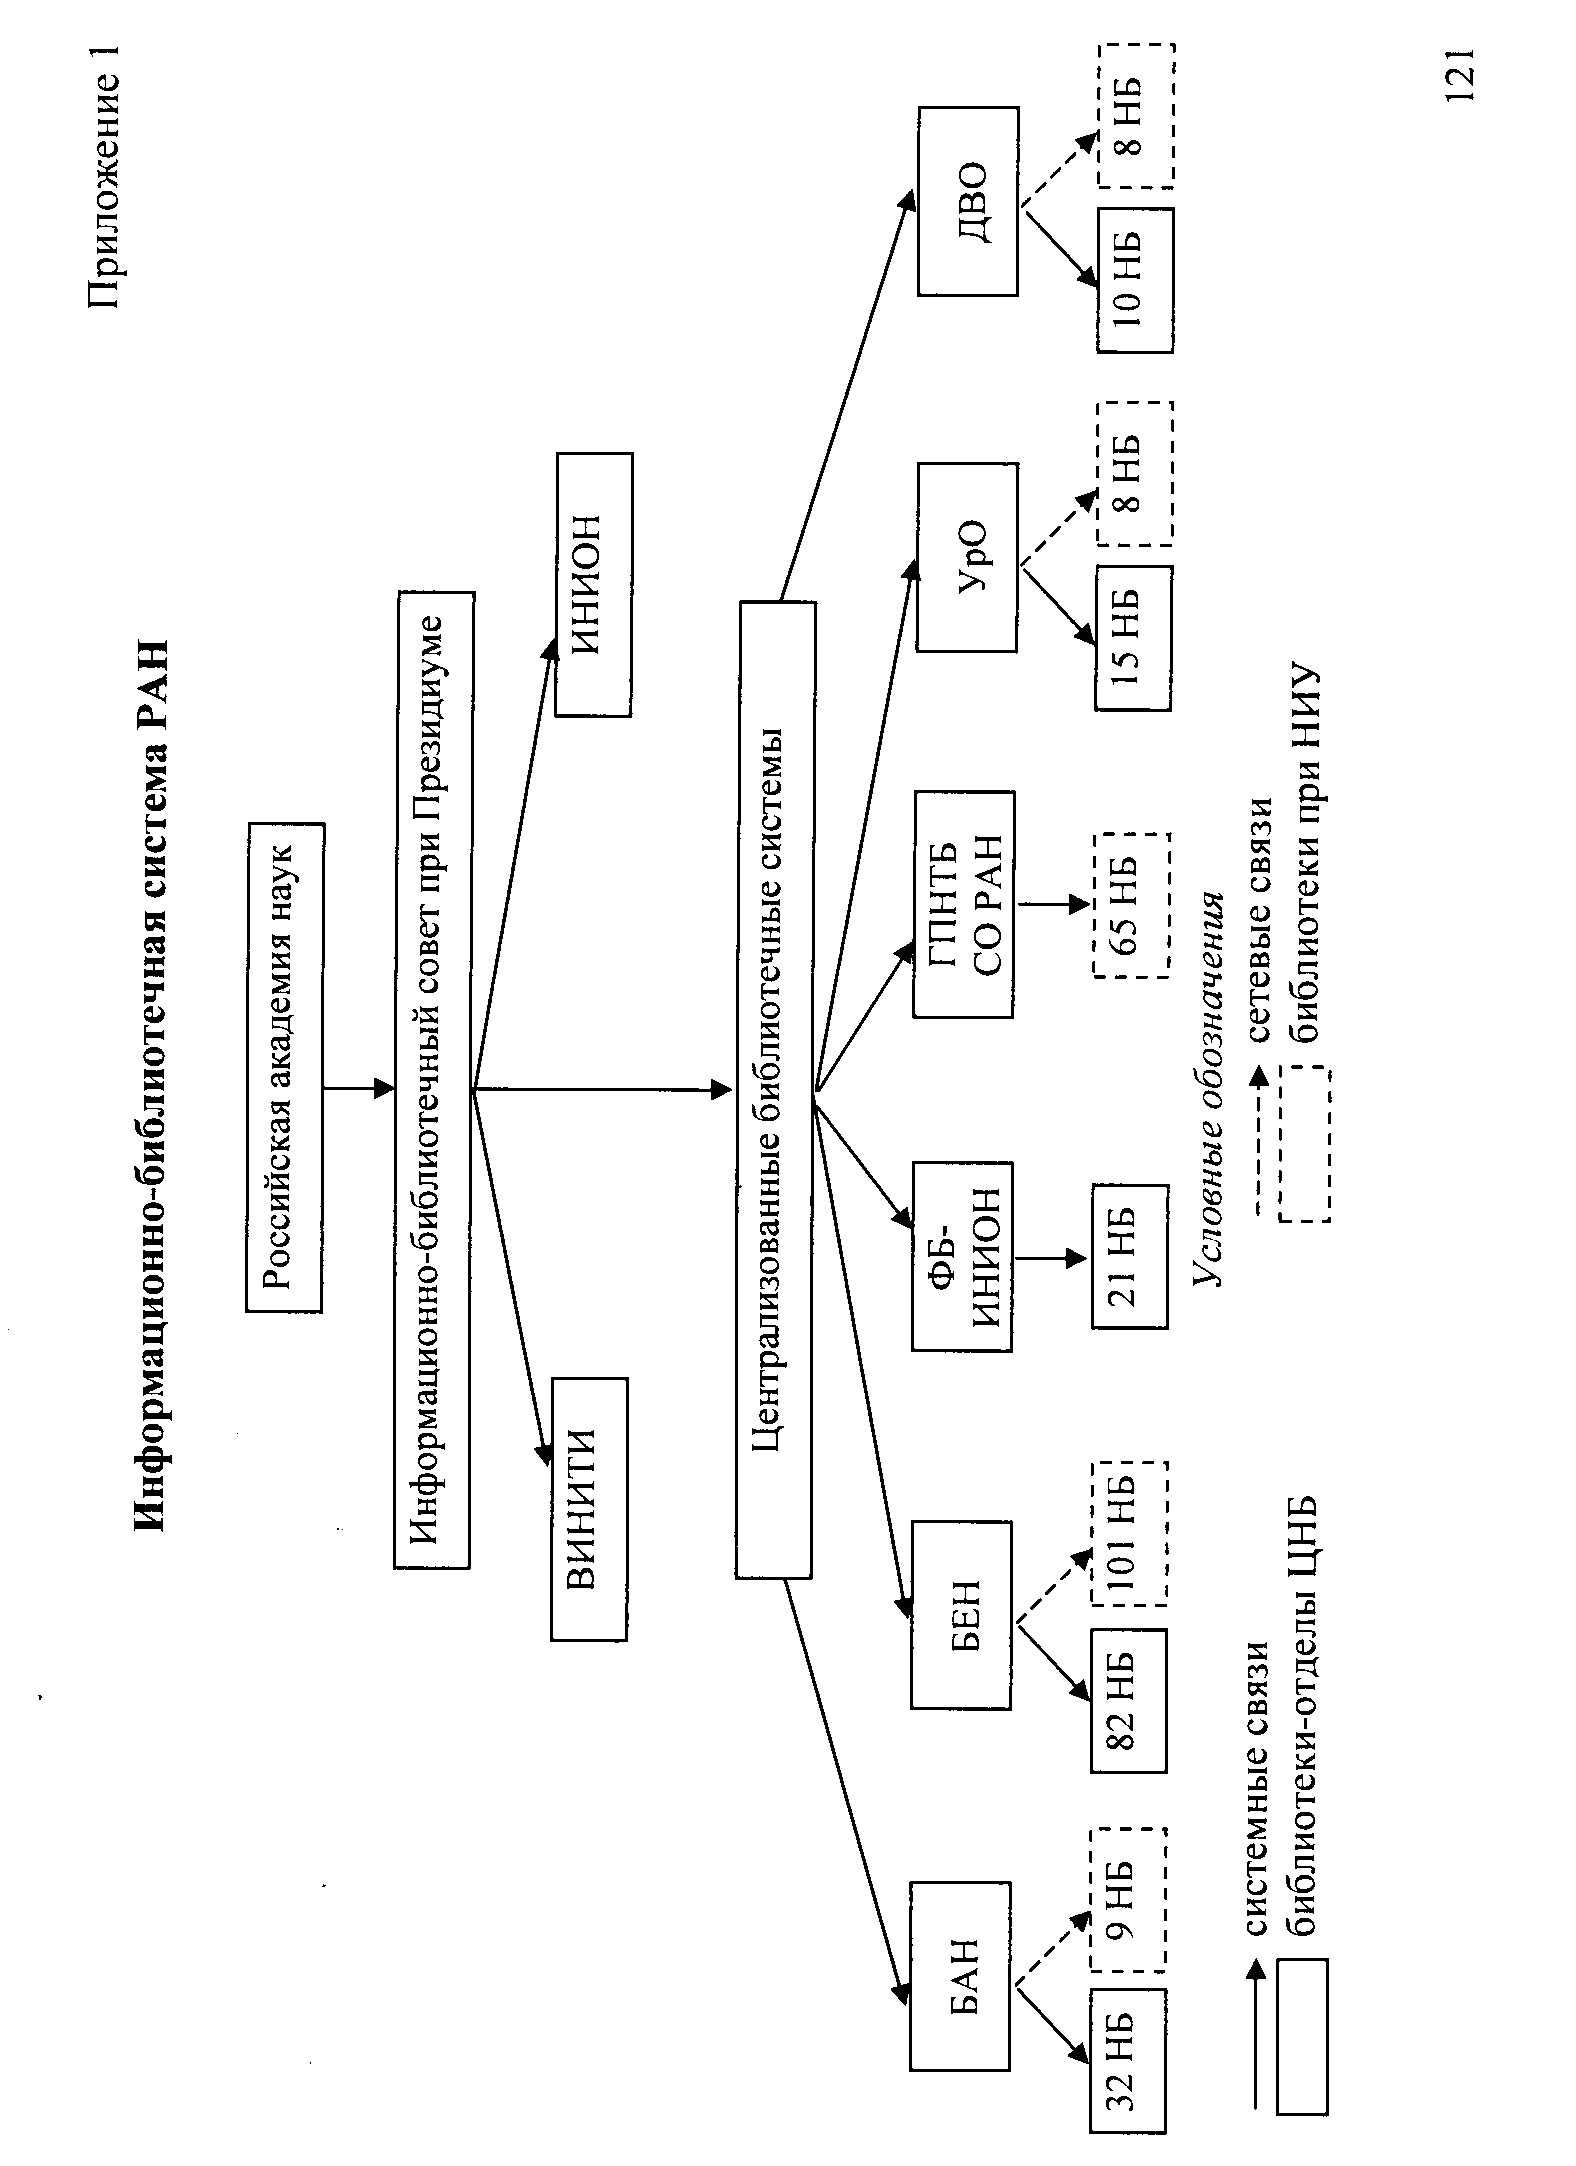 Приложение 1
Информационно-библиотечная система РАН
Российская академия наук
Информационно-библиотечный совет при Президиуме
ВИНИТИ
ИНИОН
Централизованные библиотечные системы
БАН
БЕН
ФБ-
ИНИОН
ГПНТБ
СО РАН
УрО
ДВО
32 НБ
9 НБ
82 НБ
101 НБ
21 НБ
65 НБ
15 НБ
8 НБ
10 НБ
8 НБ
Условные обозначения
системные связи
библиотеки-отделы ЦНБ
сетевые связи
библиотеки при НИУ
121